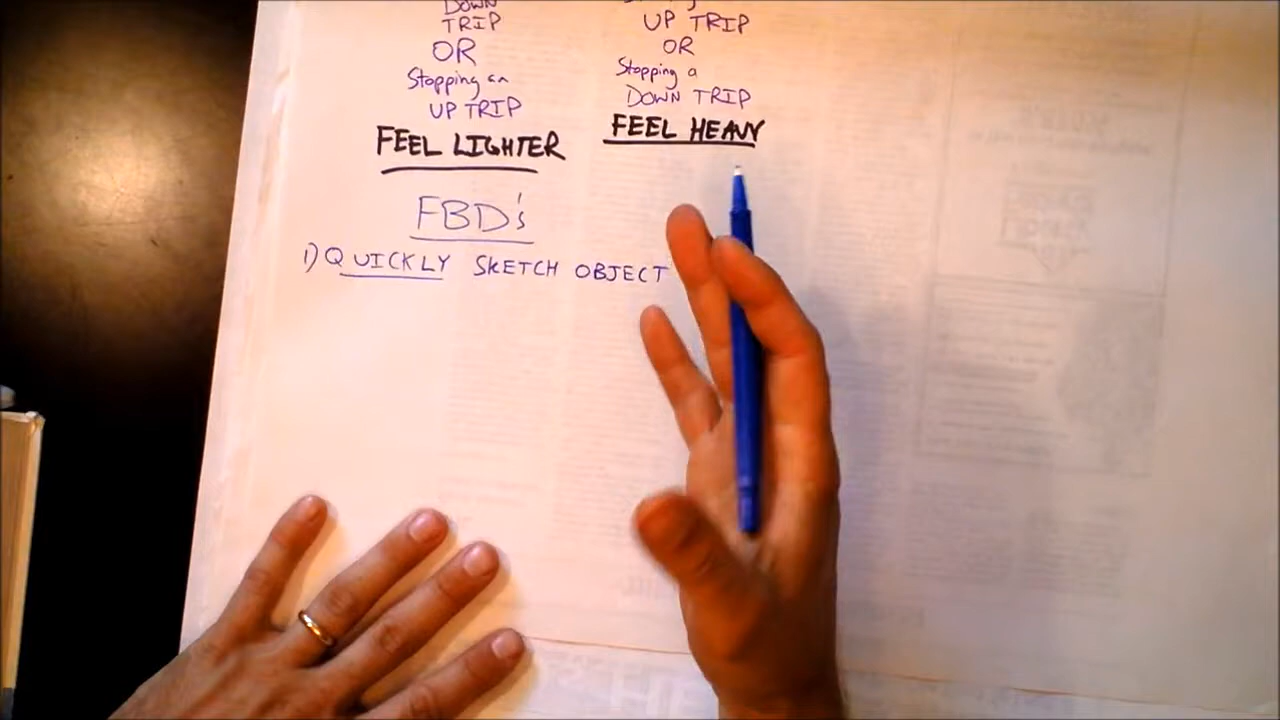 DOWN
TRIP
OR
Stopping an
UP TRIP
FEEL LIGHTER
UP TRIP
OR
Stopping a
DOWN TRIP
FEEL HEAVY
FBD's
1) QUICKLY SKETCH OBJECT